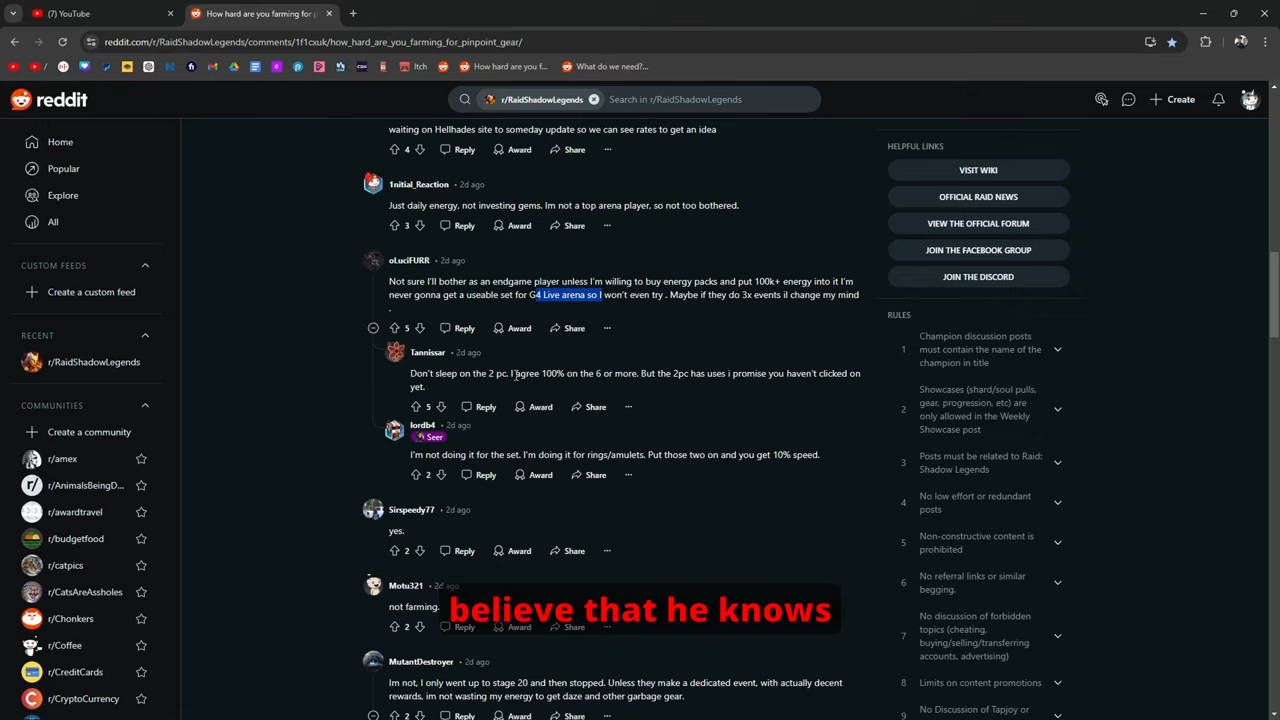 (7) YouTube
How hard are you farming for p
reddit.com/r/RaidShadowLegends/comments/1f1cxuk/how_hard_are_you_farming_for_pinpoint_gear/
Itch
How hard are you f...
What do we need?...
reddit
r/RaidShadowLegends
Search in r/RaidShadowLegends
Create
Home
Popular
Explore
All
CUSTOM FEEDS
Create a custom feed
RECENT
r/RaidShadowLegends
COMMUNITIES
Create a community
r/amex
r/AnimalsBeingD...
r/awardtravel
r/budgetfood
r/catpics
r/CatsAreAssholes
r/Chonkers
r/Coffee
r/CreditCards
r/CryptoCurrency
waiting on Hellhades site to someday update so we can see rates to get an idea
4 Reply Award Share ...
1nitial_Reaction • 2d ago
Just daily energy, not investing gems. Im not a top arena player, so not too bothered.
3 Reply Award Share ...
oLuciFURR • 2d ago
Not sure I'll bother as an endgame player unless I'm willing to buy energy packs and put 100k+ energy into it I'm
never gonna get a useable set for G4 Live arena so I won't even try . Maybe if they do 3x events il change my mind
.
5 Reply Award Share ...
Tannissar • 2d ago
Don't sleep on the 2 pc. I agree 100% on the 6 or more. But the 2pc has uses i promise you haven't clicked on
yet.
5 Reply Award Share ...
lordb4 • 2d ago
Seer
I'm not doing it for the set. I'm doing it for rings/amulets. Put those two on and you get 10% speed.
2 Reply Award Share ...
Sirspeedy77 • 2d ago
yes.
2 Reply Award Share ...
Motu321 • 2d ago
not farming.
believe that he knows
2 Reply Award Share ...
MutantDestroyer • 2d ago
Im not, I only went up to stage 20 and then stopped. Unless they make a dedicated event, with actually decent
rewards, im not wasting my energy to get daze and other garbage gear.
2 Reply Award Share ...
HELPFUL LINKS
VISIT WIKI
OFFICIAL RAID NEWS
VIEW THE OFFICIAL FORUM
JOIN THE FACEBOOK GROUP
JOIN THE DISCORD
RULES
1 Champion discussion posts
must contain the name of the
champion in title
2 Showcases (shard/soul pulls,
gear, progression, etc) are
only allowed in the Weekly
Showcase post
3 Posts must be related to Raid:
Shadow Legends
4 No low effort or redundant
posts
5 Non-constructive content is
prohibited
6 No referral links or similar
begging.
7 No discussion of forbidden
topics (cheating,
buying/selling/transferring
accounts, advertising)
8 Limits on content promotions
9 No Discussion of Tapjoy or